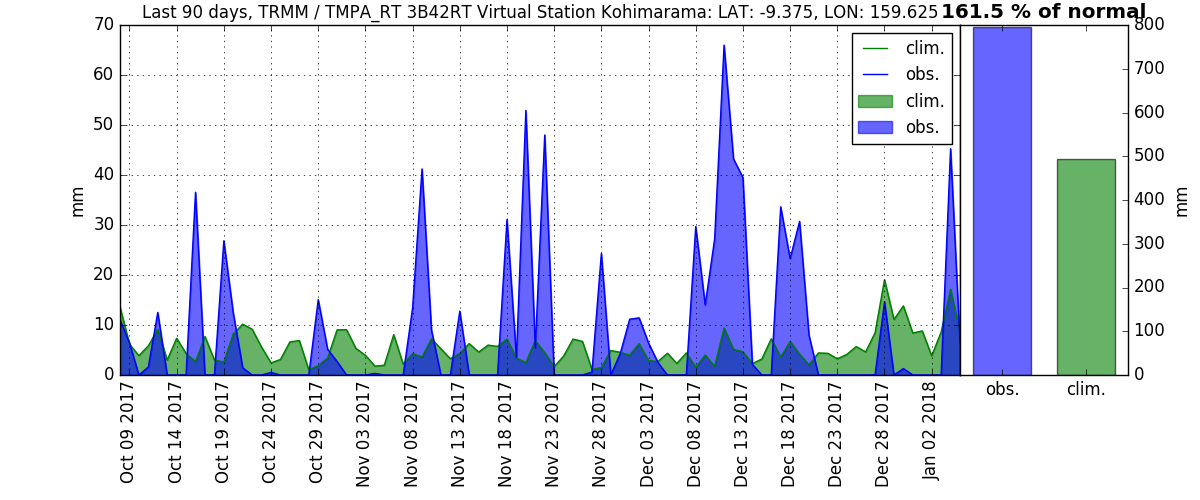 Last 90 days, TRMM / TMPA_RT 3B42RT Virtual Station Kohimarama: LAT: -9.375, LON: 159.625
161.5 % of normal
70
60
50
40
30
20
10
0
mm
clim.
obs.
clim.
obs.
Oct 09 2017
Oct 14 2017
Oct 19 2017
Oct 24 2017
Oct 29 2017
Nov 03 2017
Nov 08 2017
Nov 13 2017
Nov 18 2017
Nov 23 2017
Nov 28 2017
Dec 03 2017
Dec 08 2017
Dec 13 2017
Dec 18 2017
Dec 23 2017
Dec 28 2017
Jan 02 2018
obs.
clim.
800
700
600
500
400
300
200
100
0
mm